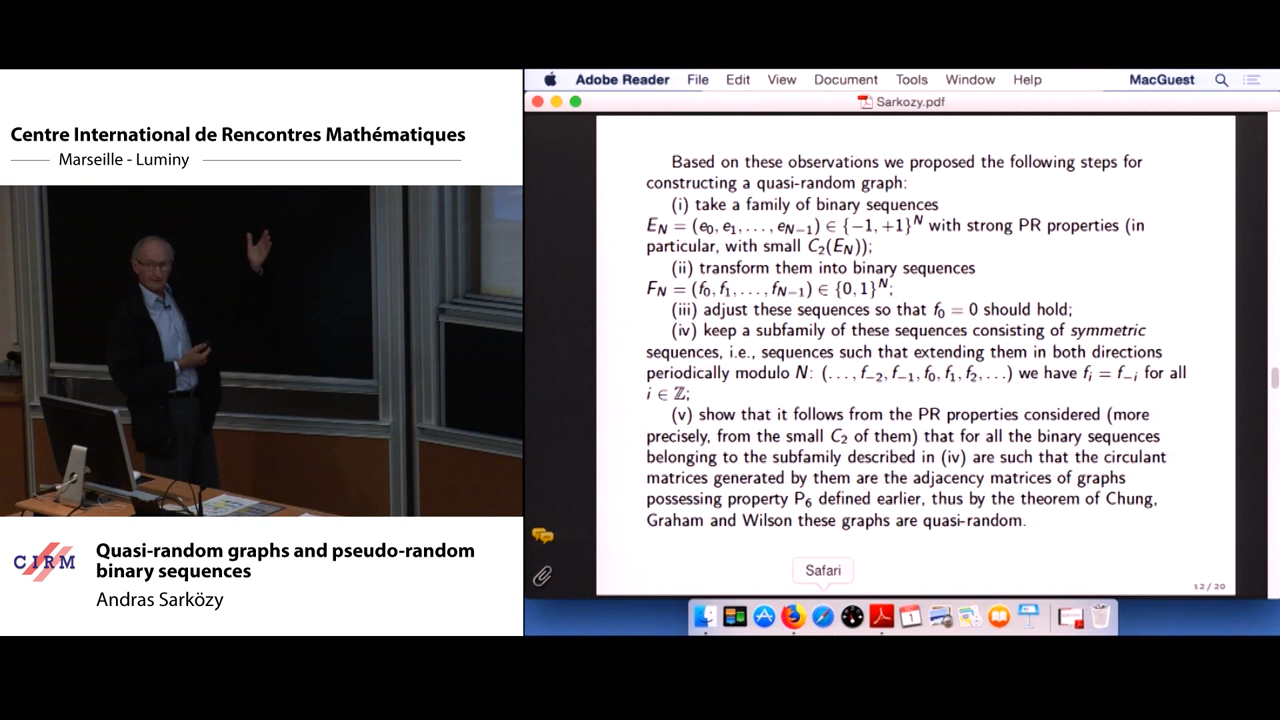 Centre International de Rencontres Mathématiques
Marseille - Luminy
CIRM
Quasi-random graphs and pseudo-random
binary sequences
Andras Sarközy
Adobe Reader File Edit View Document Tools Window Help MacGuest
Sarkozy.pdf
Based on these observations we proposed the following steps for
constructing a quasi-random graph:
(i) take a family of binary sequences
E_N = (e_0, e_1, . . . , e_{N−1}) ∈ {−1, +1}^N with strong PR properties (in
particular, with small C_2(E_N));
(ii) transform them into binary sequences
F_N = (f_0, f_1, . . . , f_{N−1}) ∈ {0, 1}^N;
(iii) adjust these sequences so that f_0 = 0 should hold;
(iv) keep a subfamily of these sequences consisting of symmetric
sequences, i.e., sequences such that extending them in both directions
periodically modulo N: (. . . , f_{−2}, f_{−1}, f_0, f_1, f_2, . . .) we have f_i = f_{−i} for all
i ∈ ℤ;
(v) show that it follows from the PR properties considered (more
precisely, from the small C_2 of them) that for all the binary sequences
belonging to the subfamily described in (iv) are such that the circulant
matrices generated by them are the adjacency matrices of graphs
possessing property P_6 defined earlier, thus by the theorem of Chung,
Graham and Wilson these graphs are quasi-random.
12 / 20
Safari